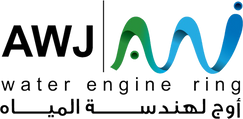 AWJ
water engine ring
أوج لهندسة المياه